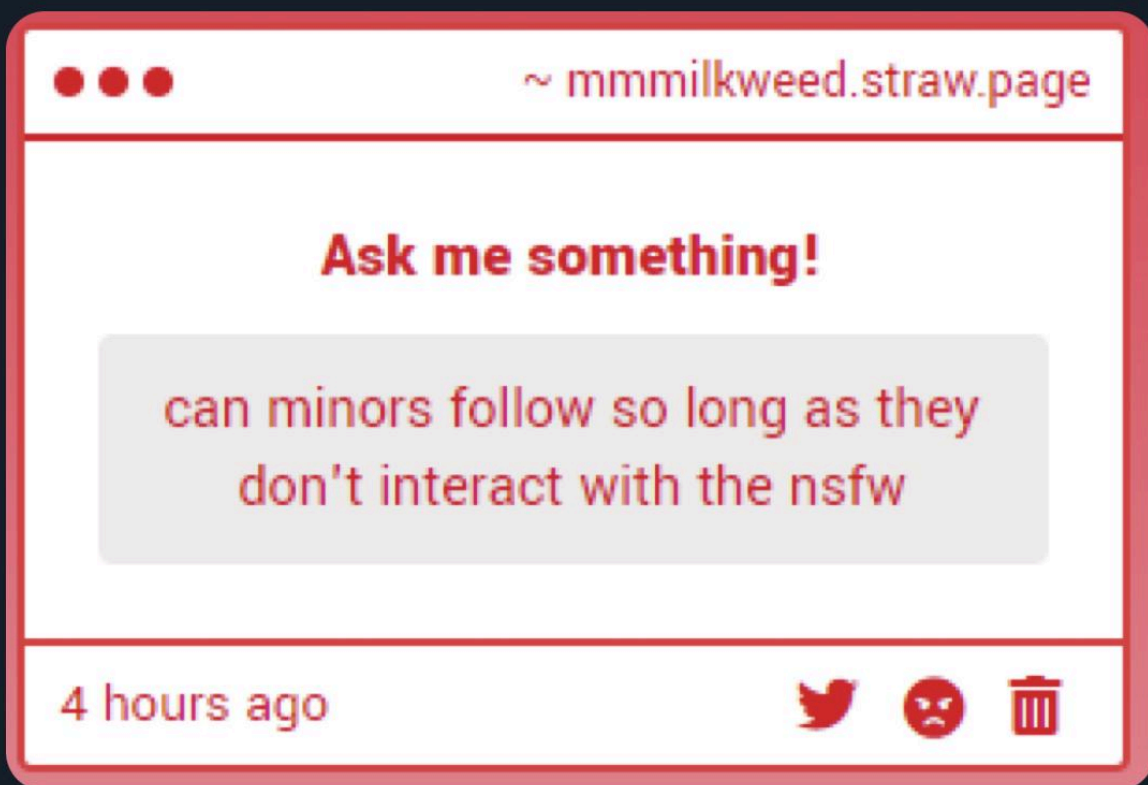 ~ mmmilkweed.straw.page
Ask me something!
can minors follow so long as they
don't interact with the nsfw
4 hours ago